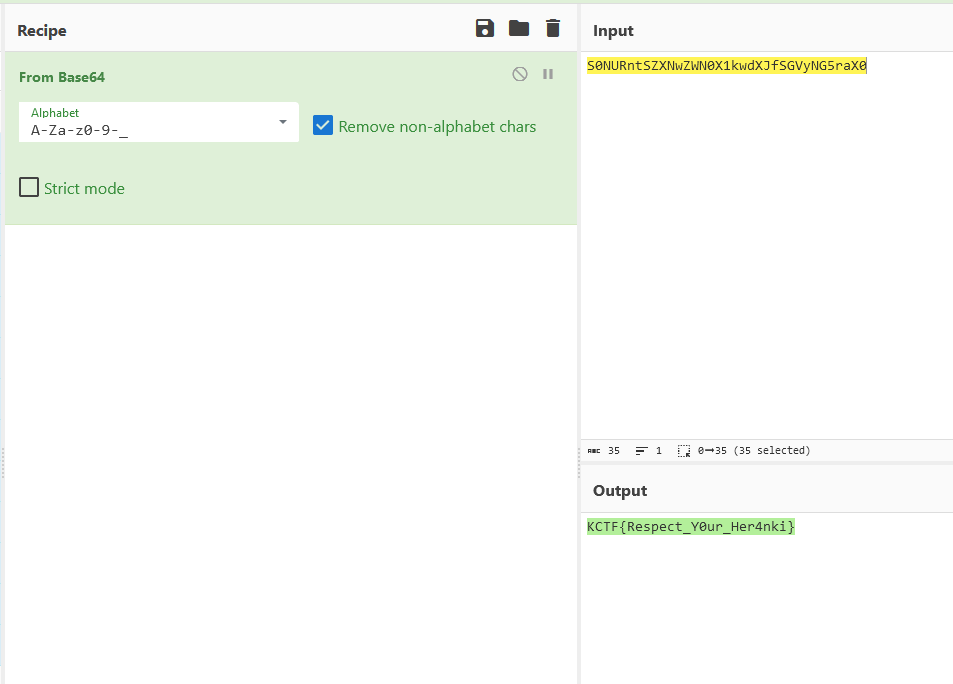 Recipe
From Base64
Alphabet
A-Za-z0-9-_
Remove non-alphabet chars
Strict mode
Input
S0NURntSZXNwZWN0X1kwdXJfSGVyNG5raX0
ABC 35 1 0→35 (35 selected)
Output
KCTF{Respect_Y0ur_Her4nki}